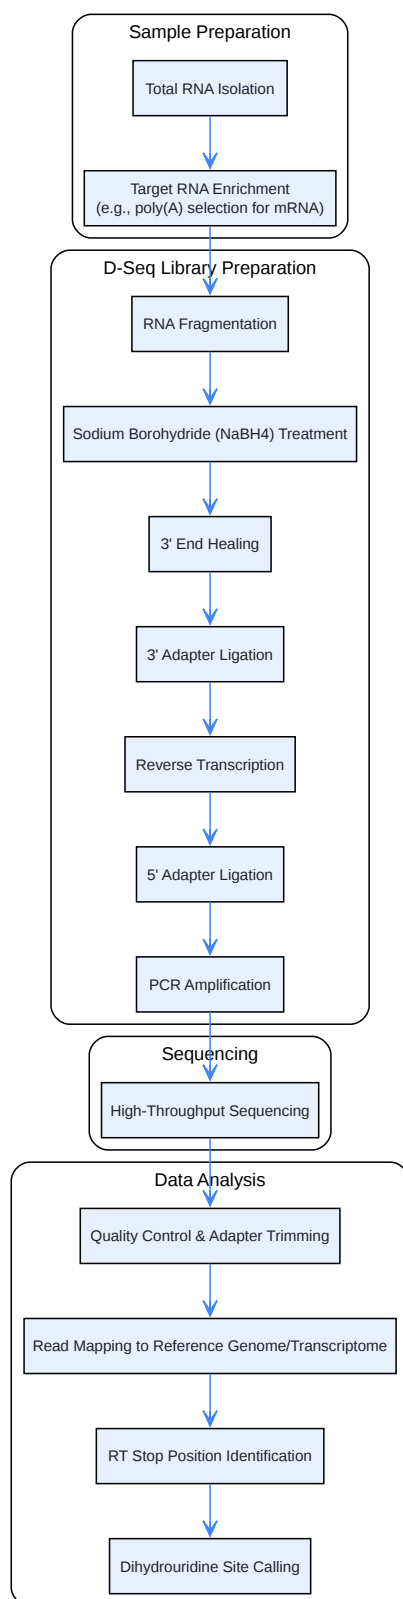 Sample Preparation
Total RNA Isolation
Target RNA Enrichment
(e.g., poly(A) selection for mRNA)
D-Seq Library Preparation
RNA Fragmentation
Sodium Borohydride (NaBH4) Treatment
3' End Healing
3' Adapter Ligation
Reverse Transcription
5' Adapter Ligation
PCR Amplification
Sequencing
High-Throughput Sequencing
Data Analysis
Quality Control & Adapter Trimming
Read Mapping to Reference Genome/Transcriptome
RT Stop Position Identification
Dihydrouridine Site Calling